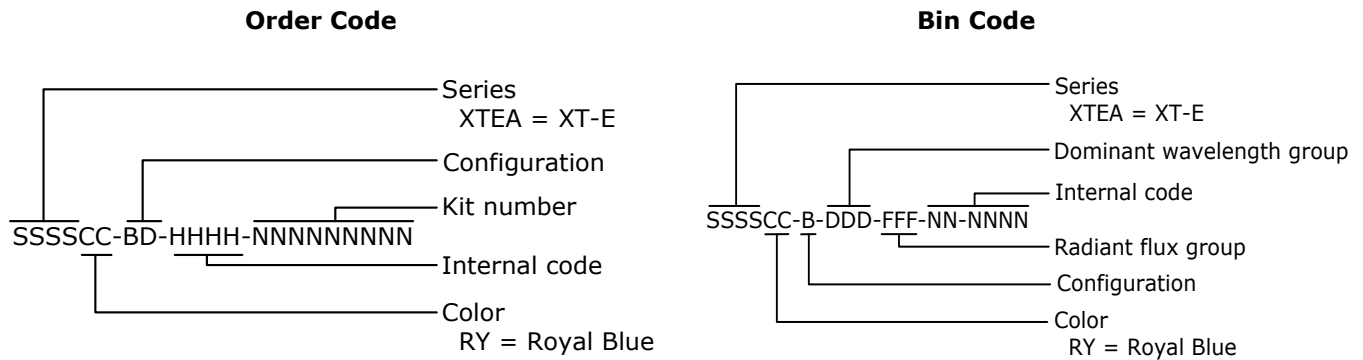 Order Code
Series
XTEA = XT-E
Configuration
Kit number
SSSSCC-BD-HHHH-NNNNNNNNN
Internal code
Color
RY = Royal Blue
Bin Code
Series
XTEA = XT-E
Dominant wavelength group
Internal code
SSSSCC-B-DDD-FFF-NN-NNNN
Radiant flux group
Configuration
Color
RY = Royal Blue